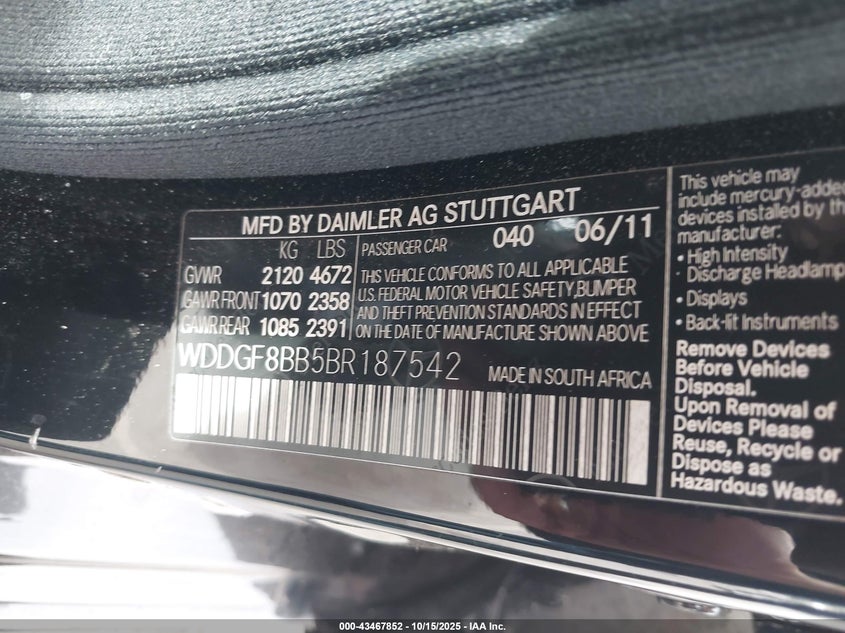 MFD BY DAIMLER AG STUTTGART
KG LBS
GVWR 2120 4672
GAWR FRONT 1070 2358
GAWR REAR 1085 2391
PASSENGER CAR 040 06/11
THIS VEHICLE CONFORMS TO ALL APPLICABLE
U.S. FEDERAL MOTOR VEHICLE SAFETY,BUMPER
AND THEFT PREVENTION STANDARDS IN EFFECT
ON THE DATE OF MANUFACTURE SHOWN ABOVE
WDDGF8BB5BR187542 MADE IN SOUTH AFRICA
This vehicle may
include mercury-added
devices installed by the
manufacturer:
• High Intensity
Discharge Headlamp
• Displays
• Back-lit Instruments
Remove Devices
Before Vehicle
Disposal.
Upon Removal of
Devices Please
Reuse, Recycle or
Dispose as
Hazardous Waste.
000-43467852 - 10/15/2025 - IAA Inc.